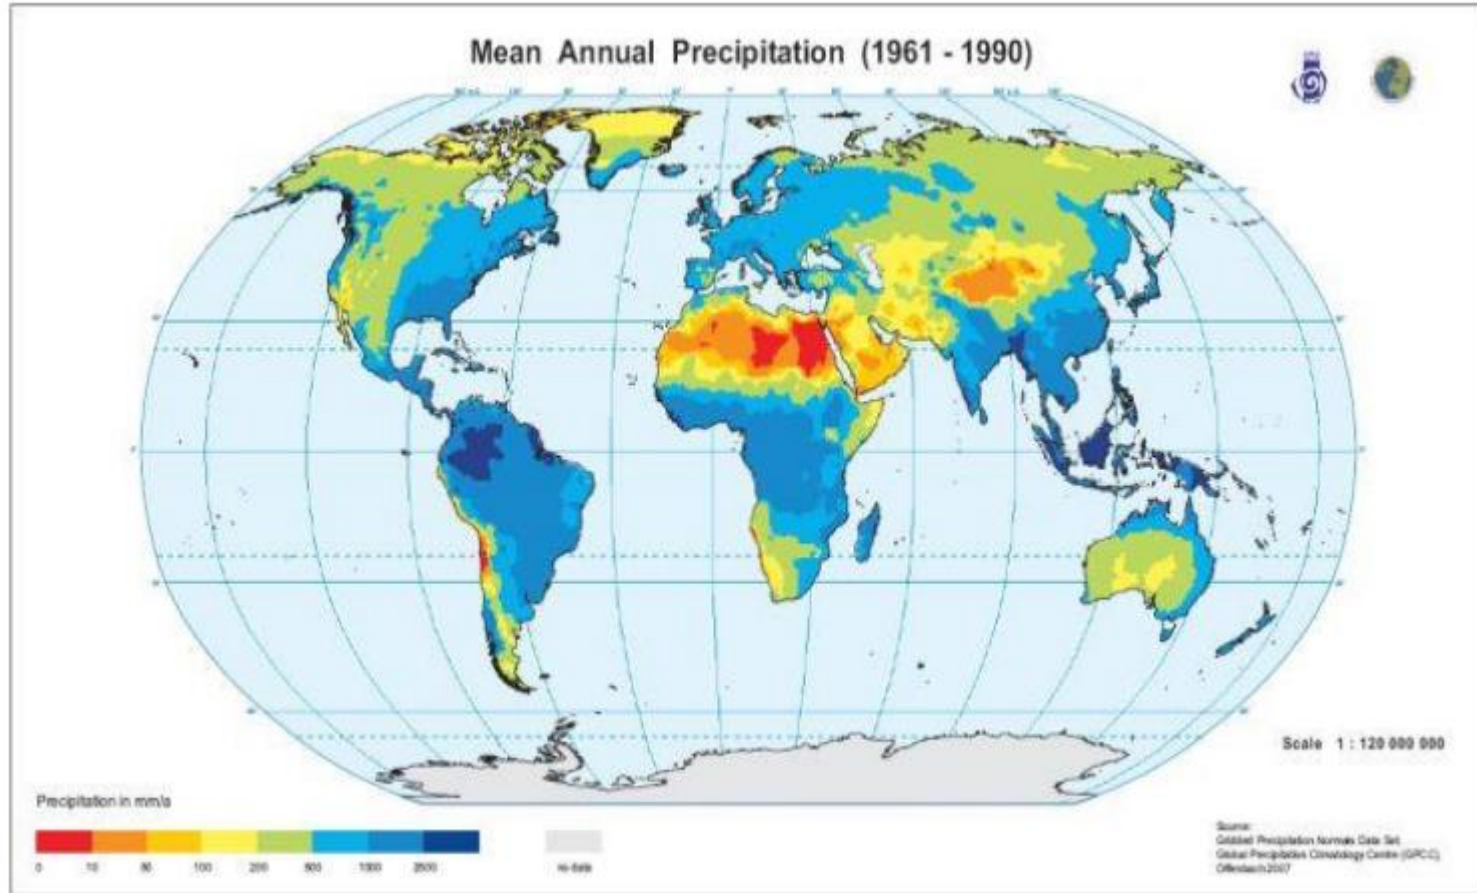 Mean Annual Precipitation (1961 - 1990)
Scale 1 : 120 000 000
Precipitation in mm/a
0 10 50 100 200 500 1000 2500
no data
Source:
Gridded Precipitation Normals Data Set,
Global Precipitation Climatology Centre (GPCC),
Offenbach 2007